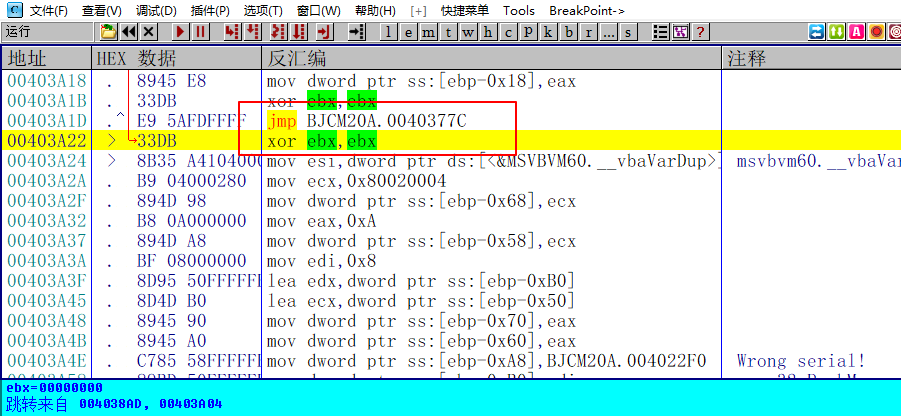 C 文件(F) 查看(V) 调试(D) 插件(P) 选项(T) 窗口(W) 帮助(H) [+] 快捷菜单 Tools BreakPoint->
运行 l e m t w h c p k b r ... s ?
地址 HEX 数据 反汇编 注释
00403A18 . 8945 E8 mov dword ptr ss:[ebp-0x18],eax
00403A1B . 33DB xor ebx,ebx
00403A1D .^ E9 5AFDFFFF jmp BJCM20A.0040377C
00403A22 > 33DB xor ebx,ebx
00403A24 > 8B35 A4104000 mov esi,dword ptr ds:[<&MSVBVM60.__vbaVarDup>] msvbvm60.__vbaVar
00403A2A . B9 04000280 mov ecx,0x80020004
00403A2F . 894D 98 mov dword ptr ss:[ebp-0x68],ecx
00403A32 . B8 0A000000 mov eax,0xA
00403A37 . 894D A8 mov dword ptr ss:[ebp-0x58],ecx
00403A3A . BF 08000000 mov edi,0x8
00403A3F . 8D95 50FFFFFF lea edx,dword ptr ss:[ebp-0xB0]
00403A45 . 8D4D B0 lea ecx,dword ptr ss:[ebp-0x50]
00403A48 . 8945 90 mov dword ptr ss:[ebp-0x70],eax
00403A4B . 8945 A0 mov dword ptr ss:[ebp-0x60],eax
00403A4E . C785 58FFFFFF mov dword ptr ss:[ebp-0xA8],BJCM20A.004022F0 Wrong serial!
ebx=00000000
跳转来自 004038AD, 00403A04